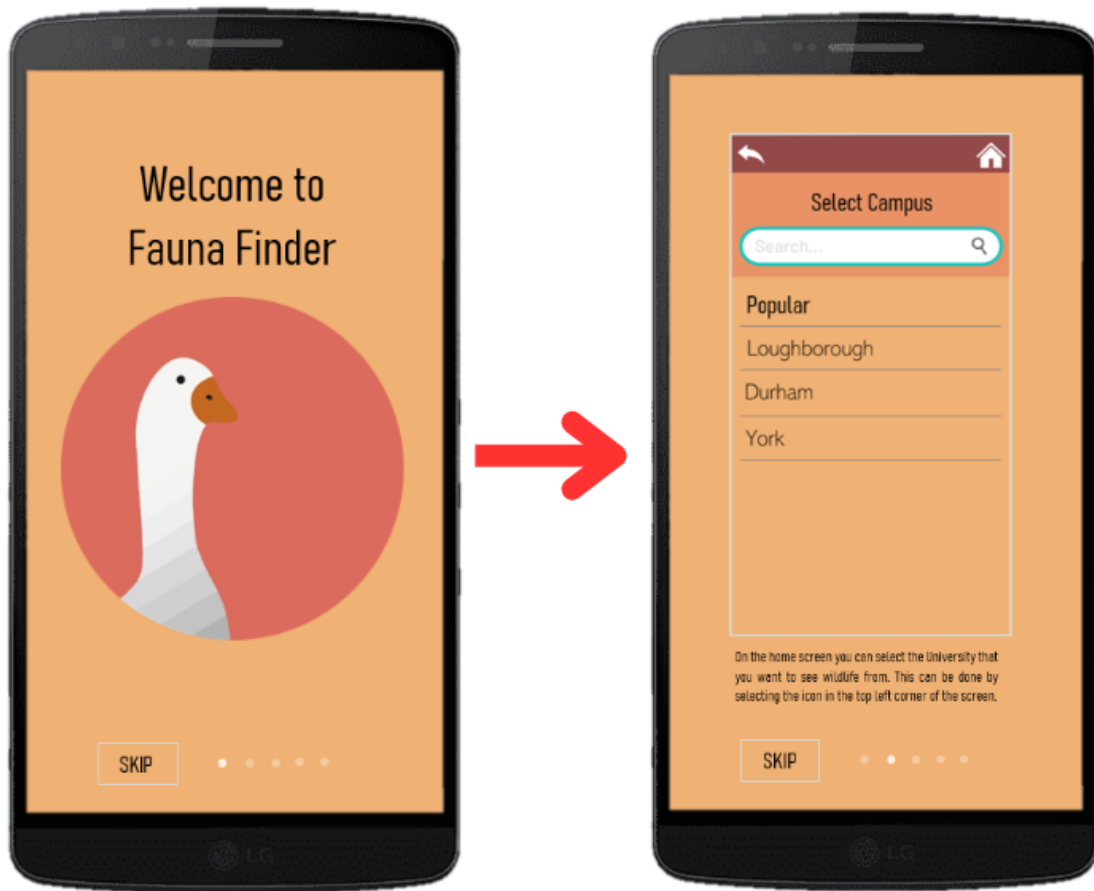 Welcome to
Fauna Finder
SKIP
LG
Select Campus
Search...
Popular
Loughborough
Durham
York
On the home screen you can select the University that
you want to see wildlife from. This can be done by
selecting the icon in the top left corner of the screen.
SKIP
LG